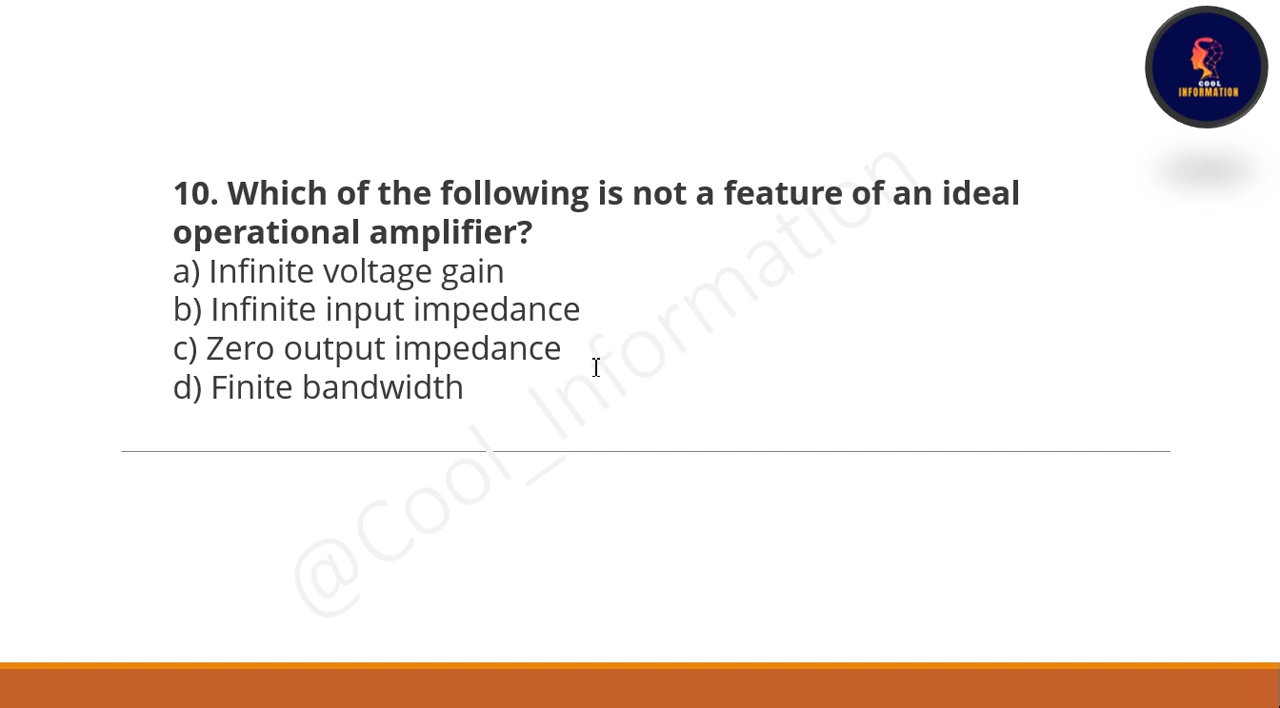 COOL
INFORMATION
10. Which of the following is not a feature of an ideal
operational amplifier?
a) Infinite voltage gain
b) Infinite input impedance
c) Zero output impedance
d) Finite bandwidth
@Cool_Information